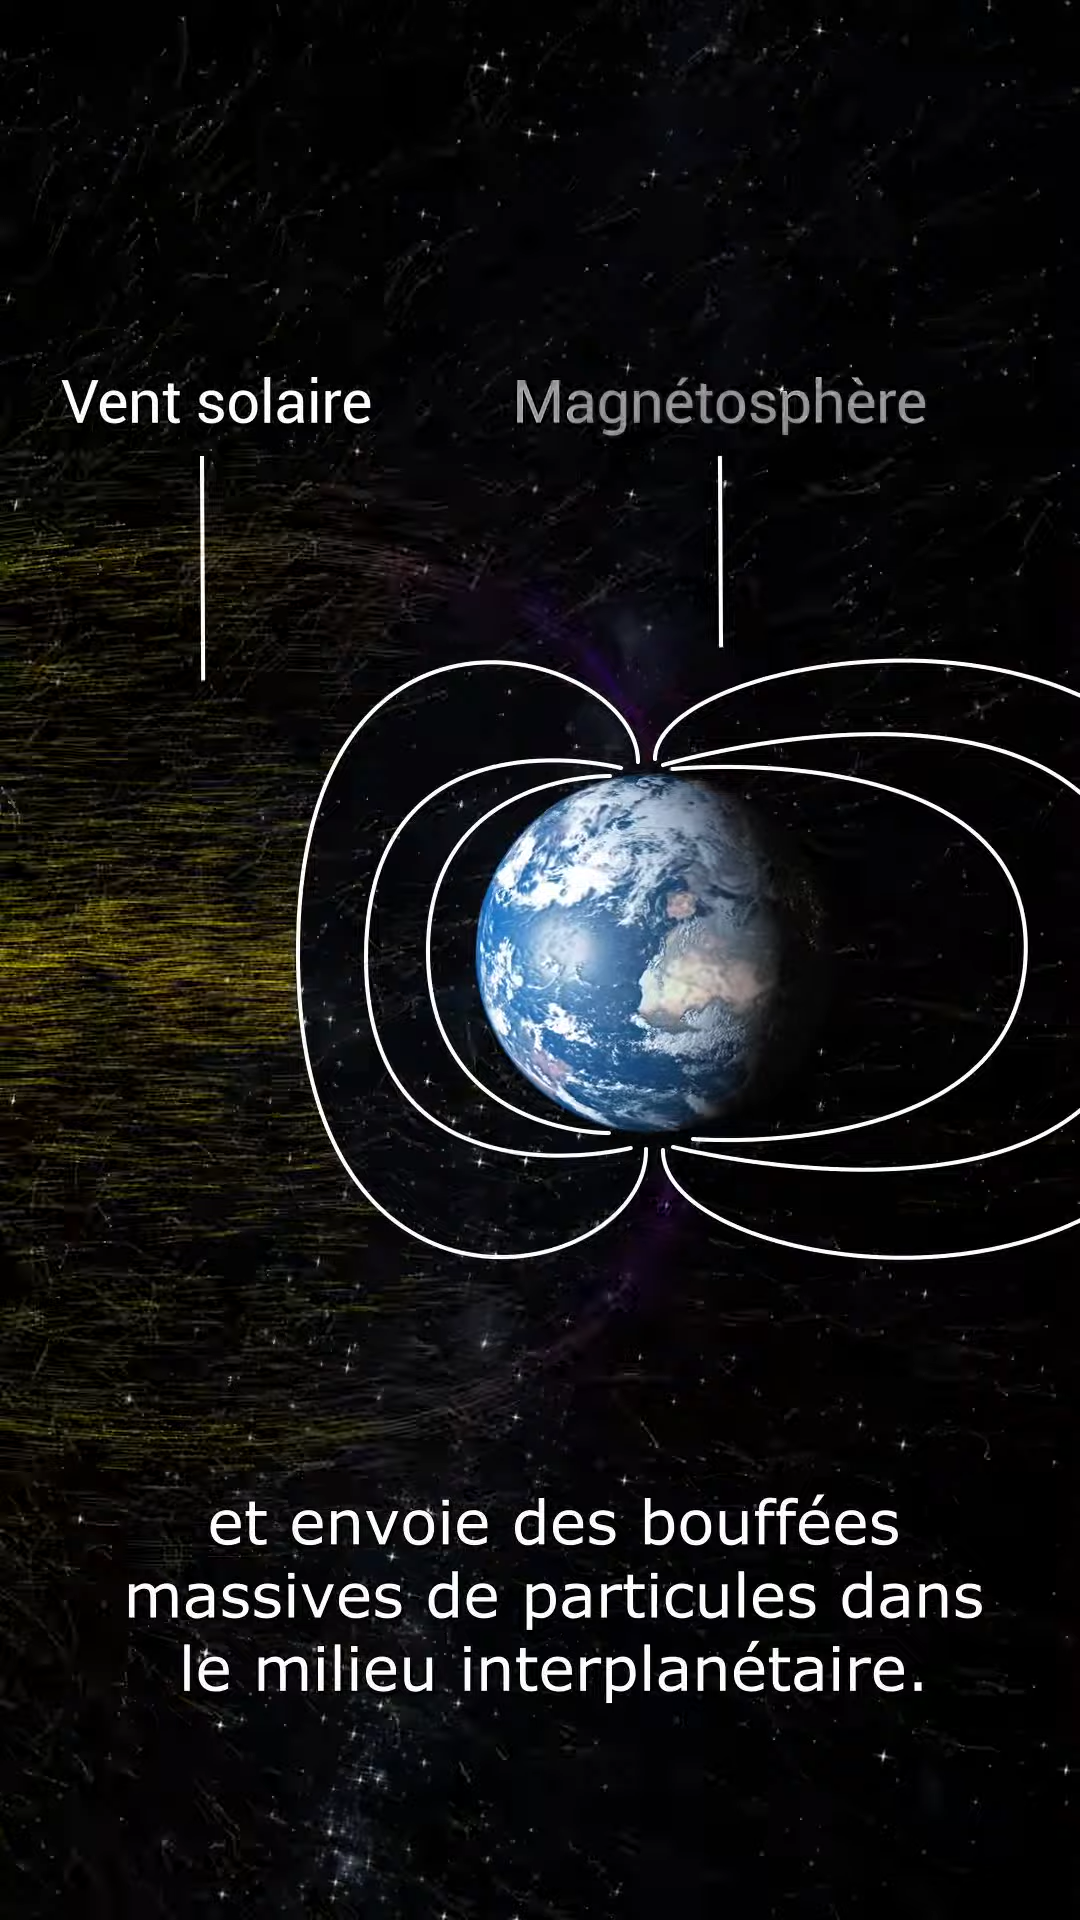 Vent solaire
Magnétosphère
et envoie des bouffées
massives de particules dans
le milieu interplanétaire.